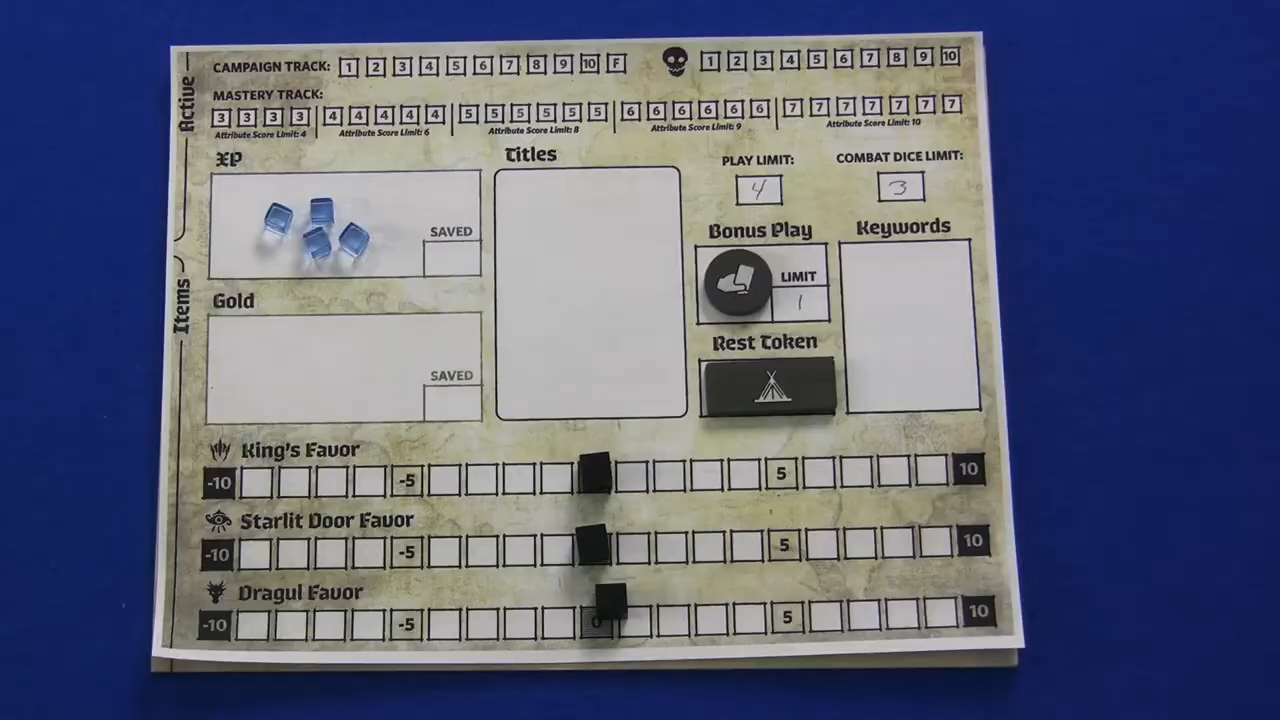 Active
CAMPAIGN TRACK: 1 2 3 4 5 6 7 8 9 10 F 1 2 3 4 5 6 7 8 9 10
MASTERY TRACK:
3 3 3 3 4 4 4 4 4 5 5 5 5 5 5 6 6 6 6 6 6 7 7 7 7 7 7 7
Attribute Score Limit: 4 Attribute Score Limit: 6 Attribute Score Limit: 8 Attribute Score Limit: 9 Attribute Score Limit: 10
XP Titles PLAY LIMIT: COMBAT DICE LIMIT:
4 3
SAVED Bonus Play Keywords
LIMIT
1
Items
Gold
Rest Token
SAVED
King's Favor
-10 -5 5 10
Starlit Door Favor
-10 -5 5 10
Dragul Favor
-10 -5 0 5 10